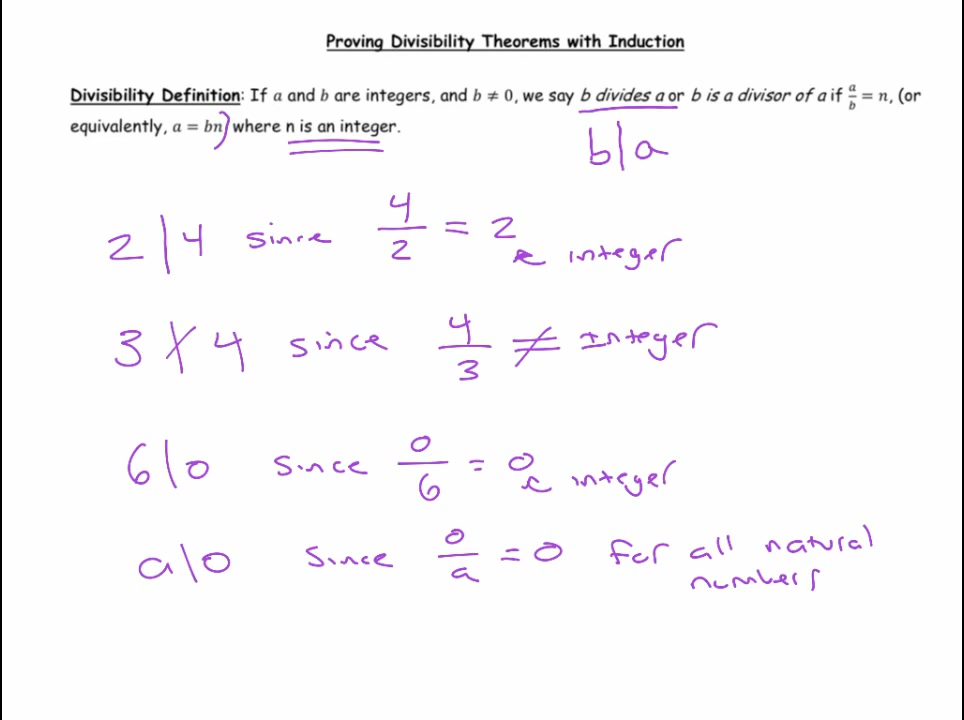 Proving Divisibility Theorems with Induction
Divisibility Definition: If a and b are integers, and b ≠ 0, we say b divides a or b is a divisor of a if a/b = n, (or
equivalently, a = bn) where n is an integer.
b|a
2|4 since 4/2 = 2 integer
3∤4 since 4/3 ≠ Integer
6|0 since 0/6 = 0 integer
a|0 since 0/a = 0 for all natural
numbers